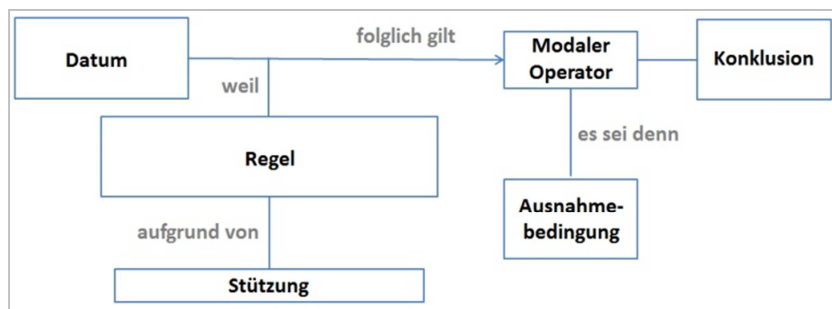 Datum
folglich gilt
Modaler
Operator
Konklusion
weil
Regel
es sei denn
aufgrund von
Ausnahme-
bedingung
Stützung